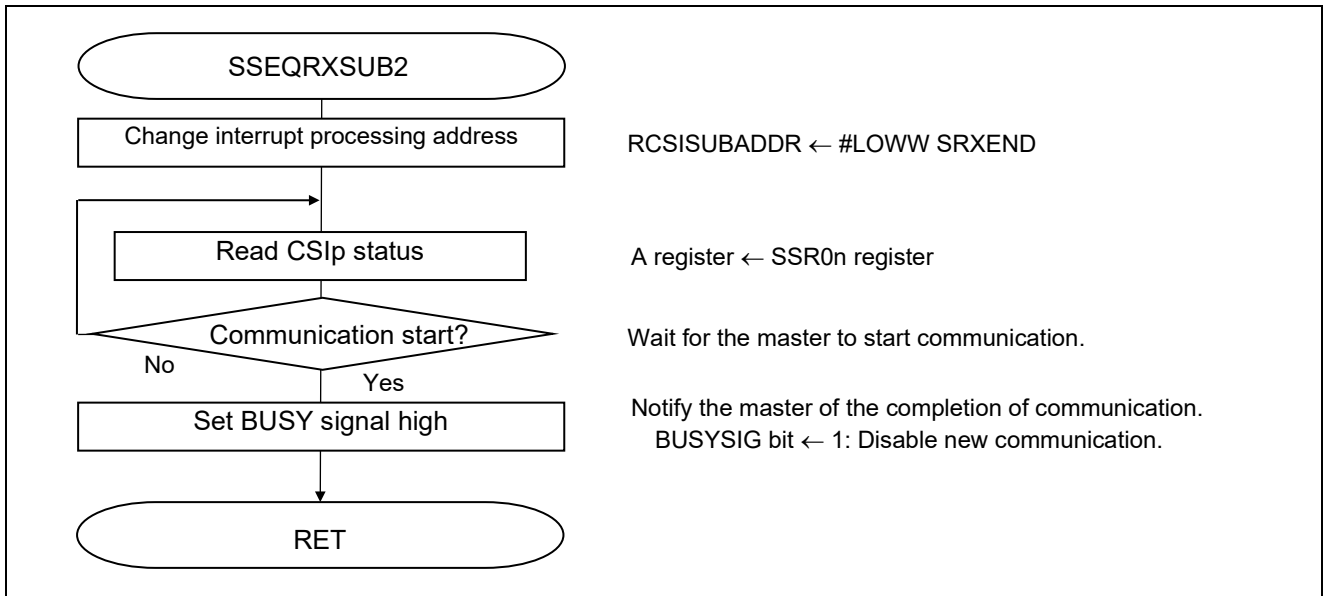 SSEQRXSUB2
Change interrupt processing address
RCSISUBADDR ← #LOWW SRXEND
Read CSIp status
A register ← SSR0n register
Communication start?
Wait for the master to start communication.
No
Yes
Set BUSY signal high
Notify the master of the completion of communication.
BUSYSIG bit ← 1: Disable new communication.
RET